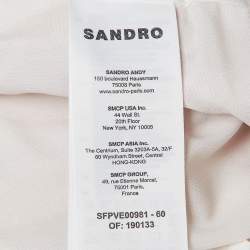 SANDRO
SANDRO ANDY
150 boulevard Haussmann
75008 Paris
www.sandro-paris.com
SMCP USA Inc.
44 Wall St.
20th Floor
New York, NY 10005
SMCP ASIA Inc.
The Centrium, Suite 3203A-5A, 32/F
60 Wyndham Street, Central
HONG-KONG
SMCP GROUP,
49, rue Etienne Marcel,
75001 Paris,
France
SFPVE00981 - 60
OF: 190133